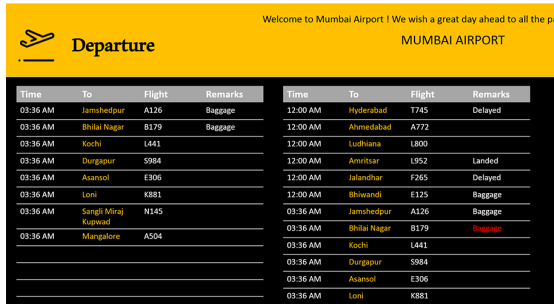 Welcome to Mumbai Airport ! We wish a great day ahead to all the
Departure
MUMBAI AIRPORT
Time To Flight Remarks
03:36 AM Jamshedpur A126 Baggage
03:36 AM Bhilai Nagar B179 Baggage
03:36 AM Kochi L441
03:36 AM Durgapur S984
03:36 AM Asansol E306
03:36 AM Loni K881
03:36 AM Sangli Miraj N145
Kupwad
03:36 AM Mangalore A504
Time To Flight Remarks
12:00 AM Hyderabad T745 Delayed
12:00 AM Ahmedabad A772
12:00 AM Ludhiana L800
12:00 AM Amritsar L952 Landed
12:00 AM Jalandhar F265 Delayed
12:00 AM Bhiwandi E125 Baggage
03:36 AM Jamshedpur A126 Baggage
03:36 AM Bhilai Nagar B179 Baggage
03:36 AM Kochi L441
03:36 AM Durgapur S984
03:36 AM Asansol E306
03:36 AM Loni K881